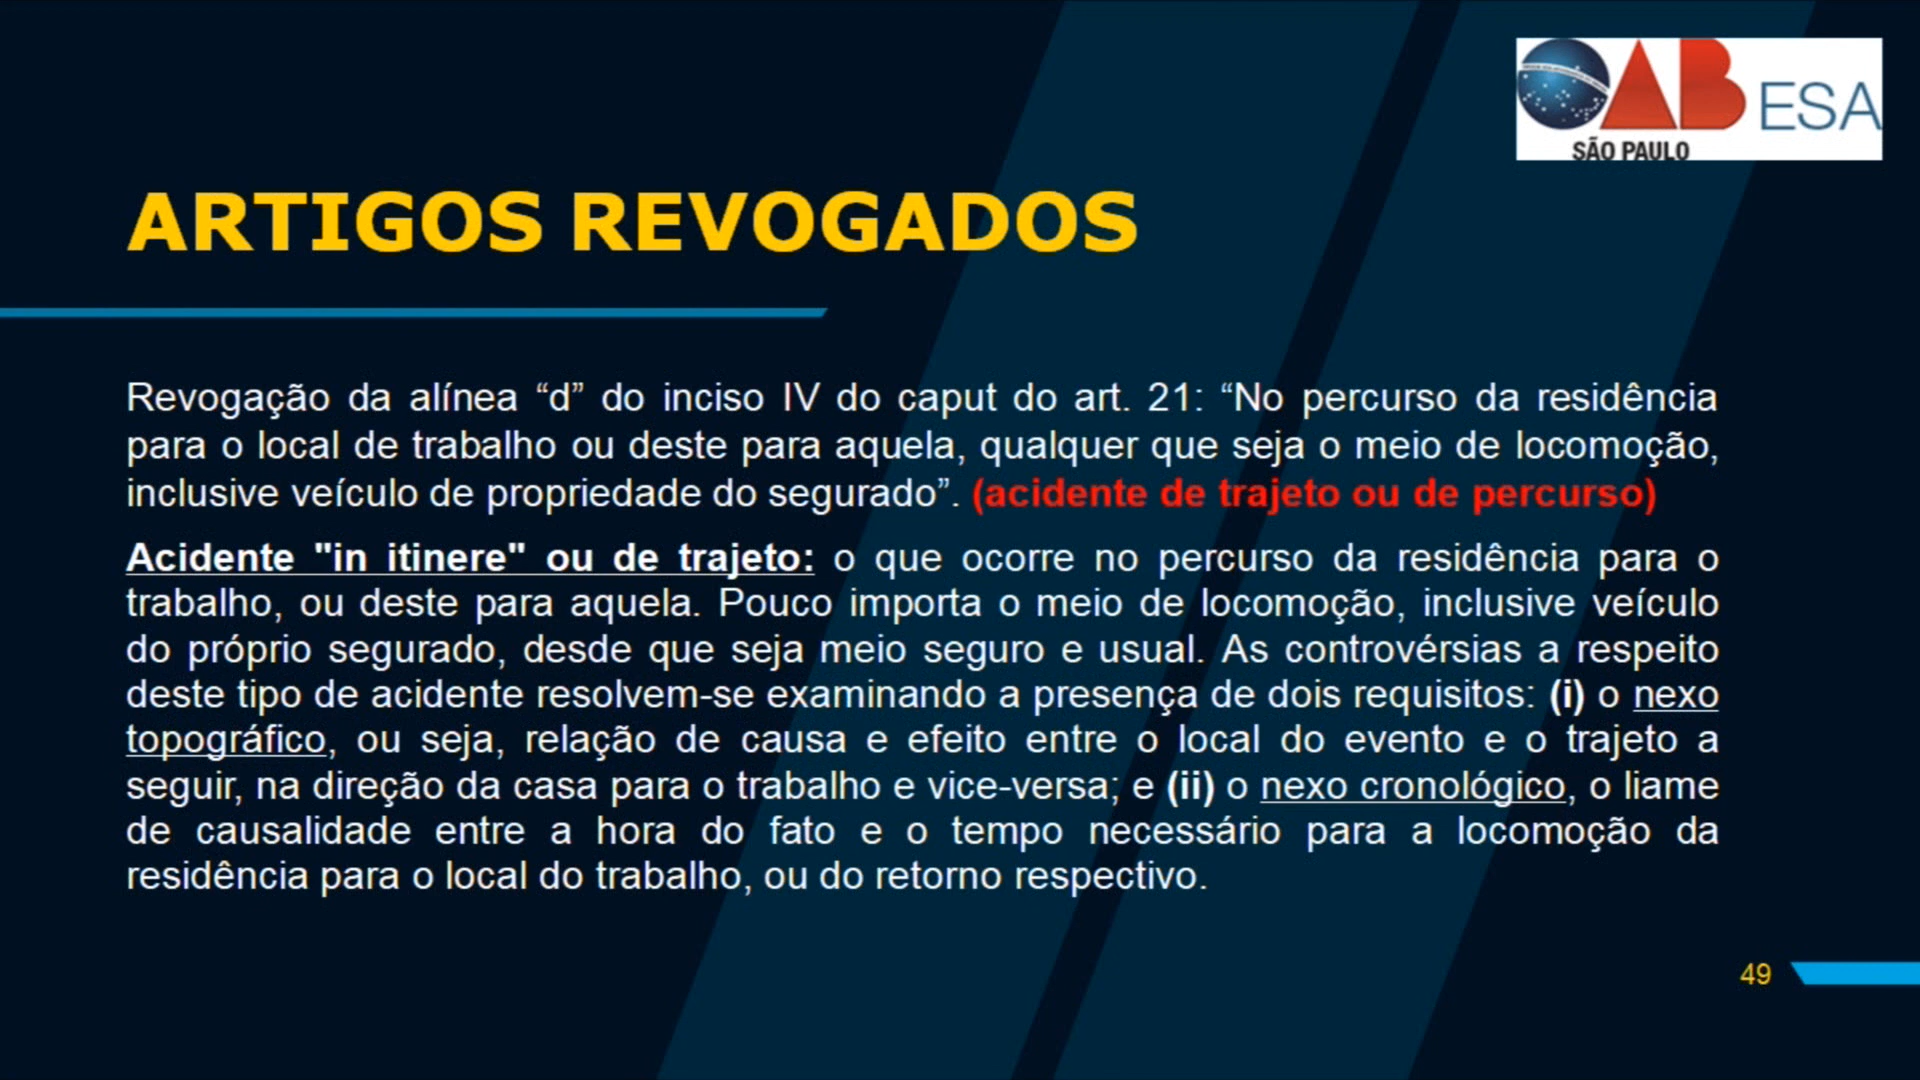 OAB ESA
SÃO PAULO
ARTIGOS REVOGADOS
Revogação da alínea “d” do inciso IV do caput do art. 21: “No percurso da residência
para o local de trabalho ou deste para aquela, qualquer que seja o meio de locomoção,
inclusive veículo de propriedade do segurado”. (acidente de trajeto ou de percurso)
Acidente "in itinere" ou de trajeto: o que ocorre no percurso da residência para o
trabalho, ou deste para aquela. Pouco importa o meio de locomoção, inclusive veículo
do próprio segurado, desde que seja meio seguro e usual. As controvérsias a respeito
deste tipo de acidente resolvem-se examinando a presença de dois requisitos: (i) o nexo
topográfico, ou seja, relação de causa e efeito entre o local do evento e o trajeto a
seguir, na direção da casa para o trabalho e vice-versa; e (ii) o nexo cronológico, o liame
de causalidade entre a hora do fato e o tempo necessário para a locomoção da
residência para o local do trabalho, ou do retorno respectivo.
49